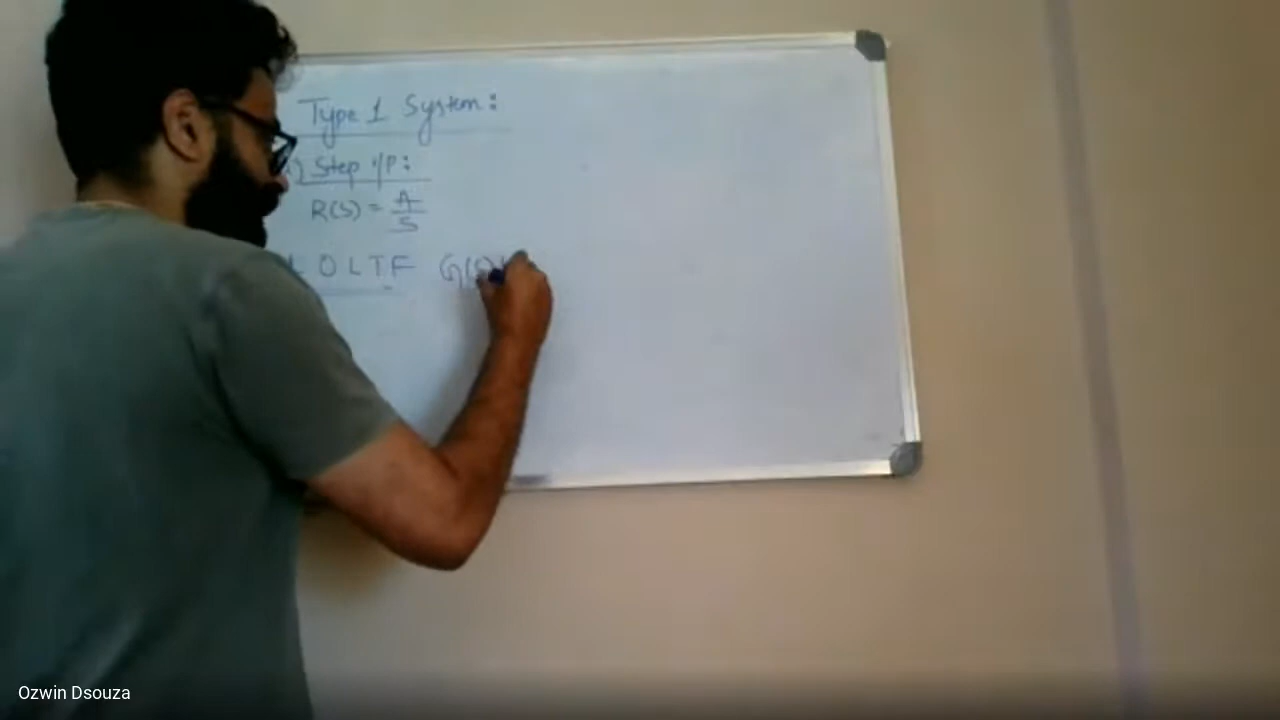 Type 1 System:
Step i/P:
R(S) = A/S
OLTF G(S)
Ozwin Dsouza